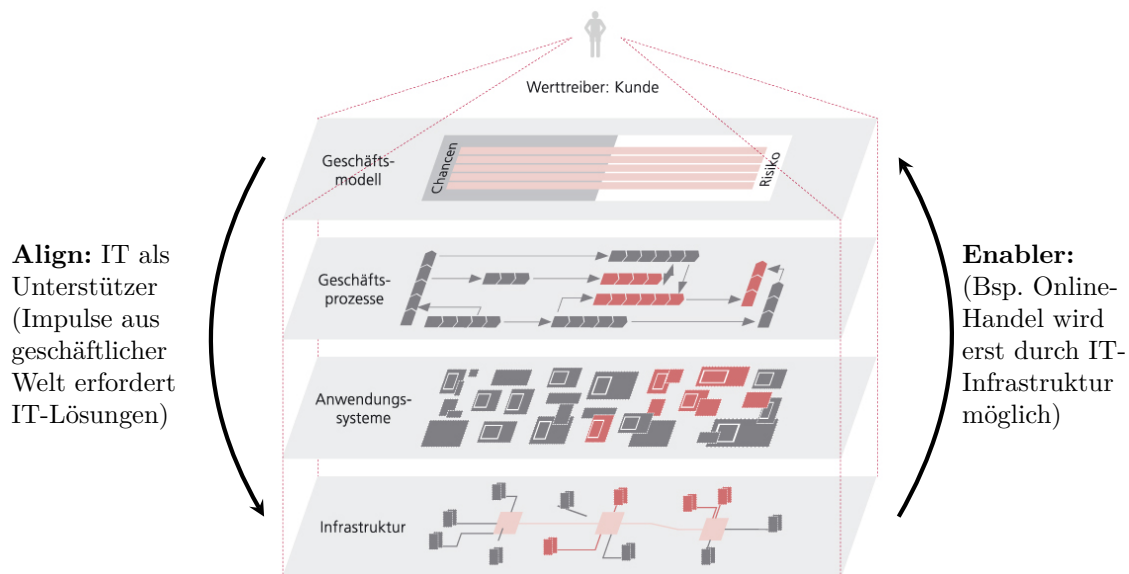 Werttreiber: Kunde
Geschäfts-
modell
Chancen
Risiko
Align: IT als
Unterstützer
(Impulse aus
geschäftlicher
Welt erfordert
IT-Lösungen)
Geschäfts-
prozesse
Enabler:
(Bsp. Online-
Handel wird
erst durch IT-
Infrastruktur
möglich)
Anwendungs-
systeme
Infrastruktur